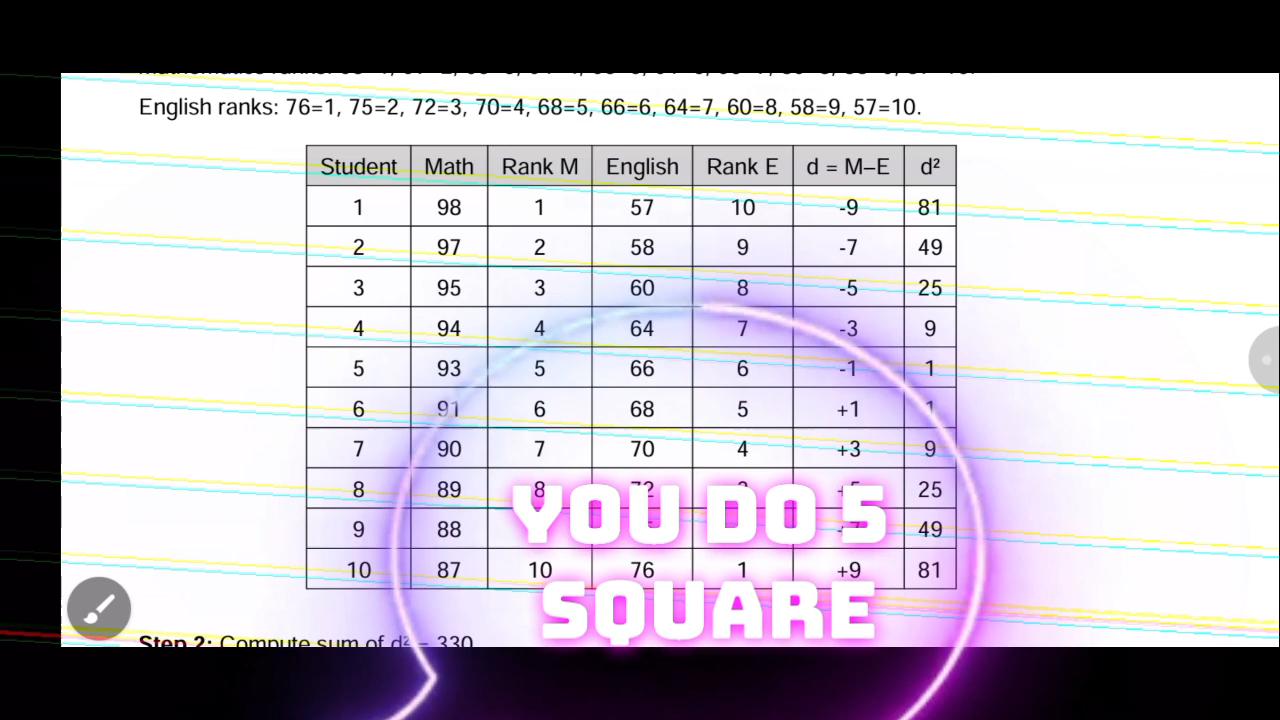 English ranks: 76=1, 75=2, 72=3, 70=4, 68=5, 66=6, 64=7, 60=8, 58=9, 57=10.
Student Math Rank M English Rank E d = M–E d²
1 98 1 57 10 -9 81
2 97 2 58 9 -7 49
3 95 3 60 8 -5 25
4 94 4 64 7 -3 9
5 93 5 66 6 -1 1
6 91 6 68 5 +1 1
7 90 7 70 4 +3 9
8 89 8 72 +5 25
9 88 49
10 87 10 76 1 +9 81
YOU DO 5
SQUARE
Step 2: Compute sum of d² = 330